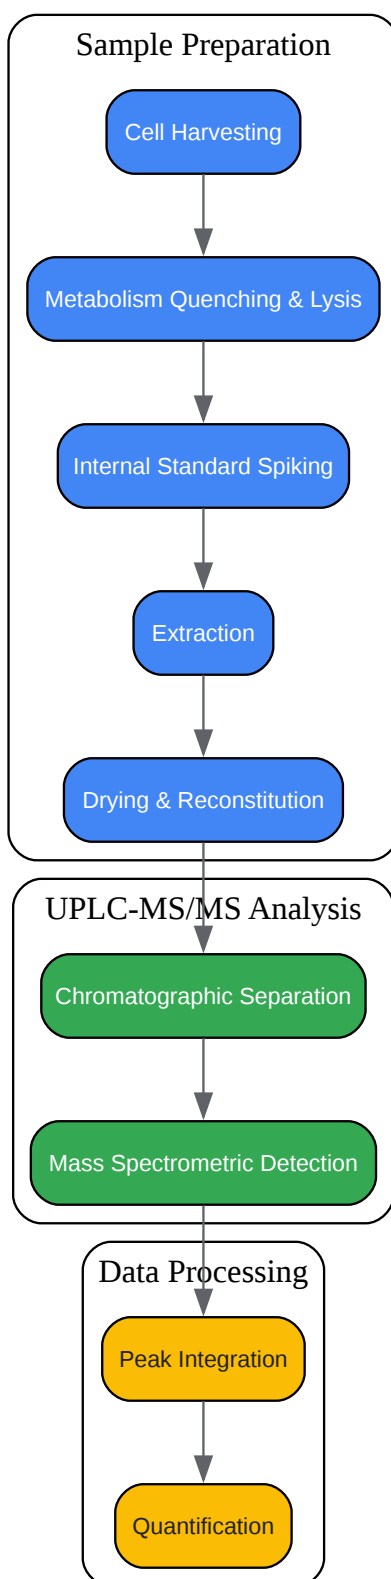 Sample Preparation
Cell Harvesting
Metabolism Quenching & Lysis
Internal Standard Spiking
Extraction
Drying & Reconstitution
UPLC-MS/MS Analysis
Chromatographic Separation
Mass Spectrometric Detection
Data Processing
Peak Integration
Quantification